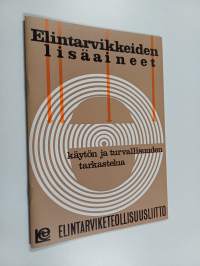 Elintarvikkeiden
lisäaineet
käytön ja turvallisuuden
tarkastelua
ELINTARVIKETEOLLISUUSLIITTO